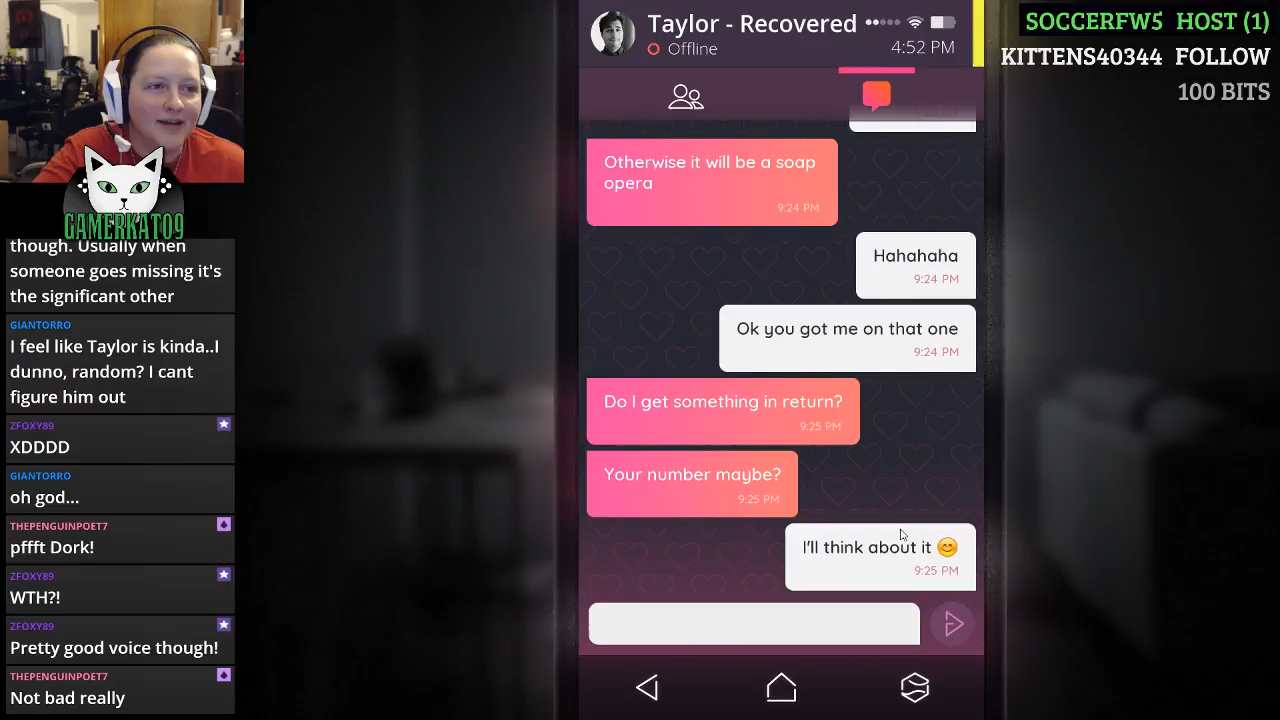 Taylor - Recovered
Offline
4:52 PM
SOCCERFW5 HOST (1)
KITTENS40344 FOLLOW
100 BITS
GAMERKAT09
though. Usually when
someone goes missing it's
the significant other
GIANTORRO
I feel like Taylor is kinda..I
dunno, random? I cant
figure him out
ZFOXY89
XDDDD
GIANTORRO
oh god...
THEPENGUINPOET7
pffft Dork!
ZFOXY89
WTH?!
ZFOXY89
Pretty good voice though!
THEPENGUINPOET7
Not bad really
Otherwise it will be a soap
opera
9:24 PM
Hahahaha
9:24 PM
Ok you got me on that one
9:24 PM
Do I get something in return?
9:25 PM
Your number maybe?
9:25 PM
I'll think about it 😊
9:25 PM